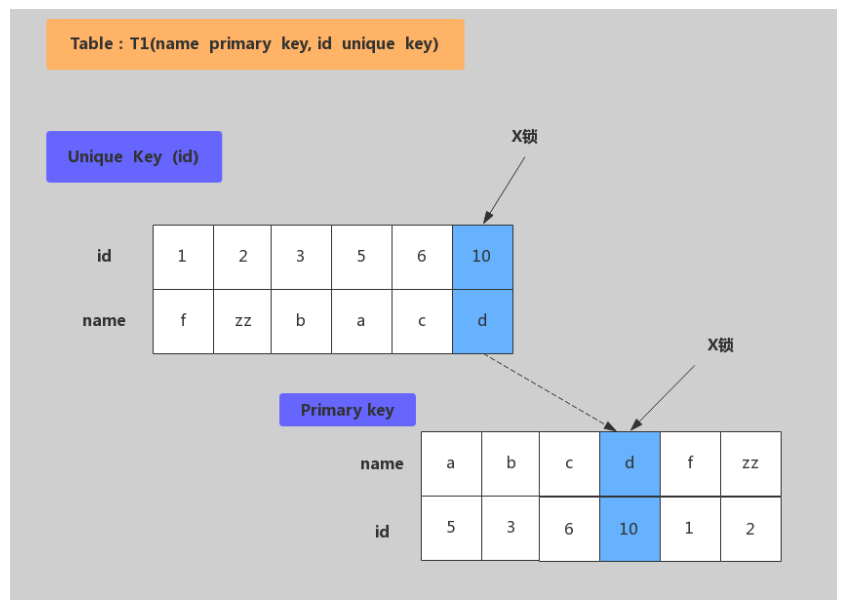 Table : T1(name primary key, id unique key)
X锁
Unique Key (id)
id 1 2 3 5 6 10
name f zz b a c d
X锁
Primary key
name a b c d f zz
id 5 3 6 10 1 2